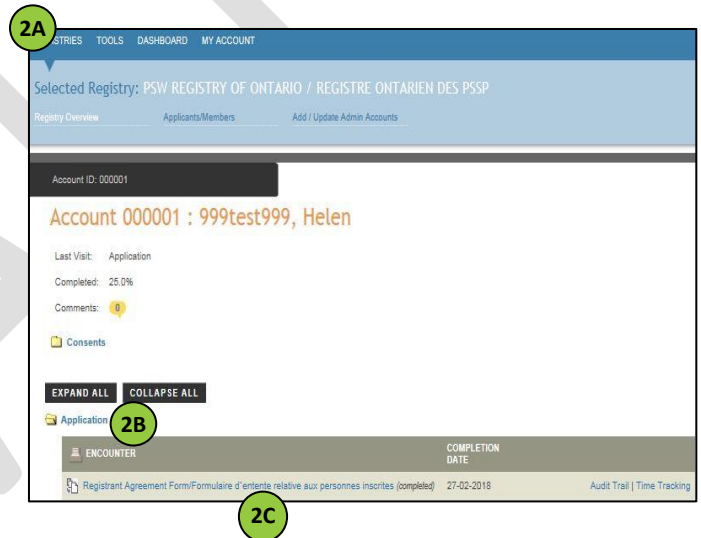 2A
STRIES TOOLS DASHBOARD MY ACCOUNT
Selected Registry: PSW REGISTRY OF ONTARIO / REGISTRE ONTARIEN DES PSSP
Registry Overview Applicants/Members Add / Update Admin Accounts
Account ID: 000001
Account 000001 : 999test999, Helen
Last Visit: Application
Completed: 25.0%
Comments: 0
Consents
EXPAND ALL COLLAPSE ALL
Application 2B
ENCOUNTER COMPLETION DATE
Registrant Agreement Form/Formulaire d`entente relative aux personnes inscrites (completed) 27-02-2018 Audit Trail | Time Tracking
2C